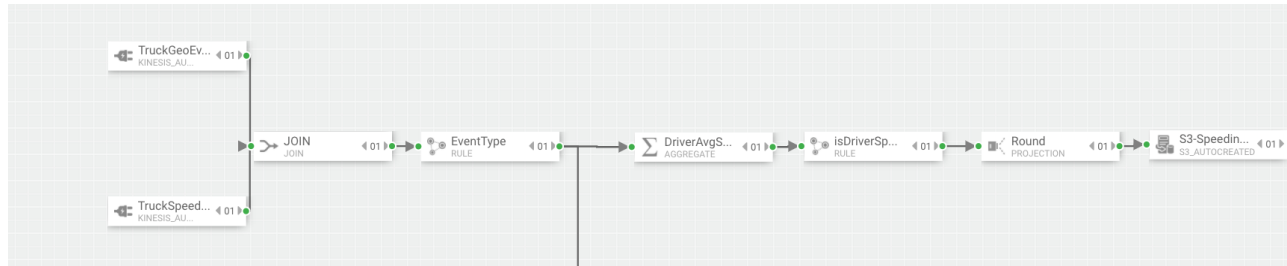 TruckGeoEv... 01
KINESIS_AU...
JOIN 01
JOIN
EventType 01
RULE
DriverAvgS... 01
AGGREGATE
isDriverSp... 01
RULE
Round 01
PROJECTION
S3-Speedin... 01
S3_AUTOCREATED
TruckSpeed... 01
KINESIS_AU...